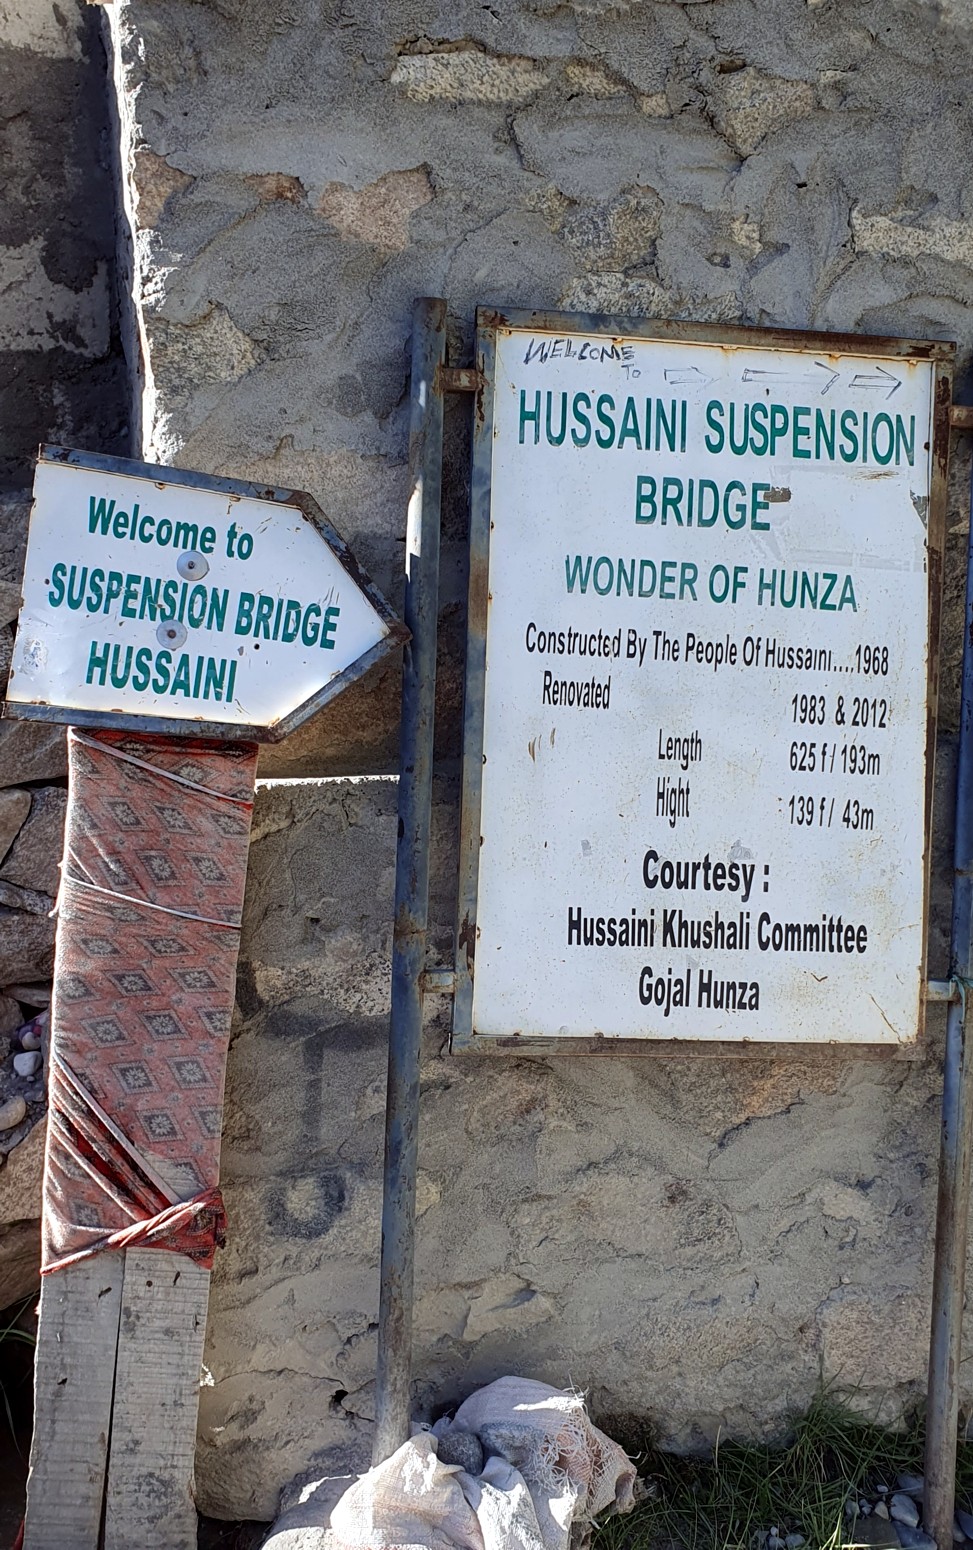 Welcome to
SUSPENSION BRIDGE
HUSSAINI
WELCOME
To
HUSSAINI SUSPENSION
BRIDGE
WONDER OF HUNZA
Constructed By The People Of Hussaini....1968
Renovated 1983 & 2012
Length 625 f / 193m
Hight 139 f / 43m
Courtesy :
Hussaini Khushali Committee
Gojal Hunza